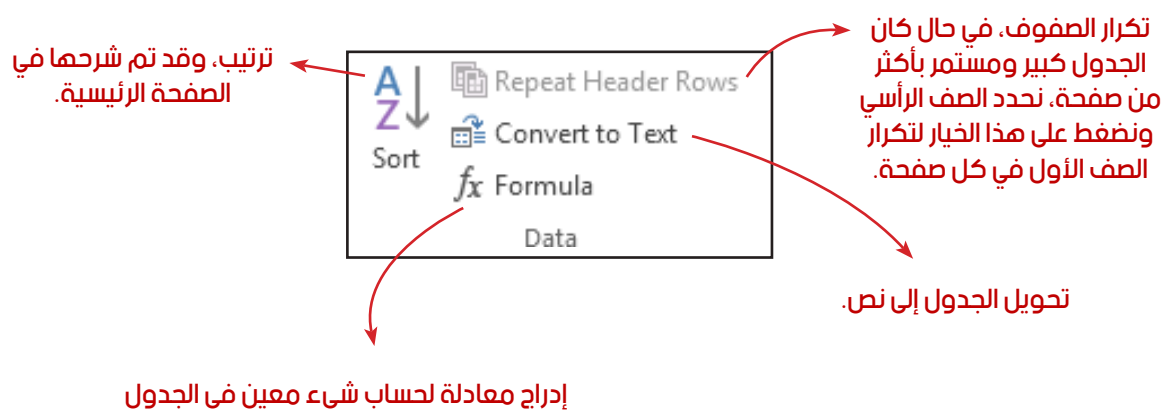 تكرار الصفوف، في حال كان
الجدول كبير ومستمر بأكثر
من صفحة، نحدد الصف الرأسي
ونضغط على هذا الخيار لتكرار
الصف الأول في كل صفحة.
ترتيب، وقد تم شرحها في
الصفحة الرئيسية.
Repeat Header Rows
Convert to Text
Sort
Formula
Data
تحويل الجدول إلى نص.
إدراج معادلة لحساب شيء معين في الجدول